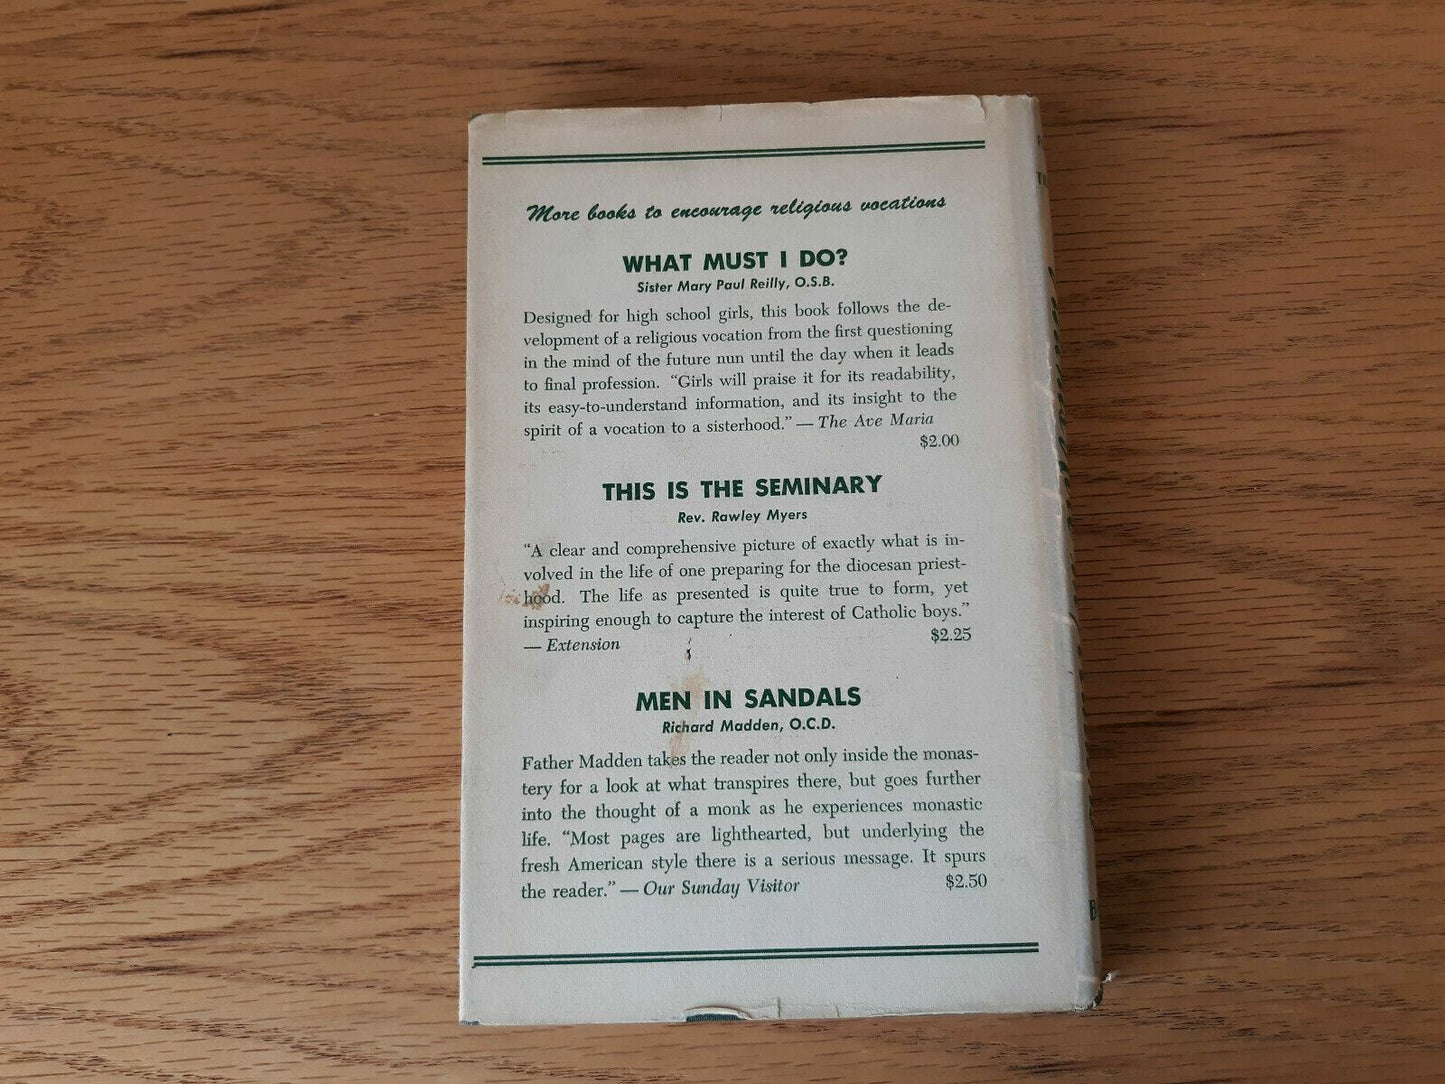 More books to encourage religious vocations
WHAT MUST I DO?
Sister Mary Paul Reilly, O.S.B.
Designed for high school girls, this book follows the de-
velopment of a religious vocation from the first questioning
in the mind of the future nun until the day when it leads
to final profession. “Girls will praise it for its readability,
its easy-to-understand information, and its insight to the
spirit of a vocation to a sisterhood.” — The Ave Maria
$2.00
THIS IS THE SEMINARY
Rev. Rawley Myers
“A clear and comprehensive picture of exactly what is in-
volved in the life of one preparing for the diocesan priest-
hood. The life as presented is quite true to form, yet
inspiring enough to capture the interest of Catholic boys.”
— Extension $2.25
MEN IN SANDALS
Richard Madden, O.C.D.
Father Madden takes the reader not only inside the monas-
tery for a look at what transpires there, but goes further
into the thought of a monk as he experiences monastic
life. “Most pages are lighthearted, but underlying the
fresh American style there is a serious message. It spurs
the reader.” — Our Sunday Visitor $2.50